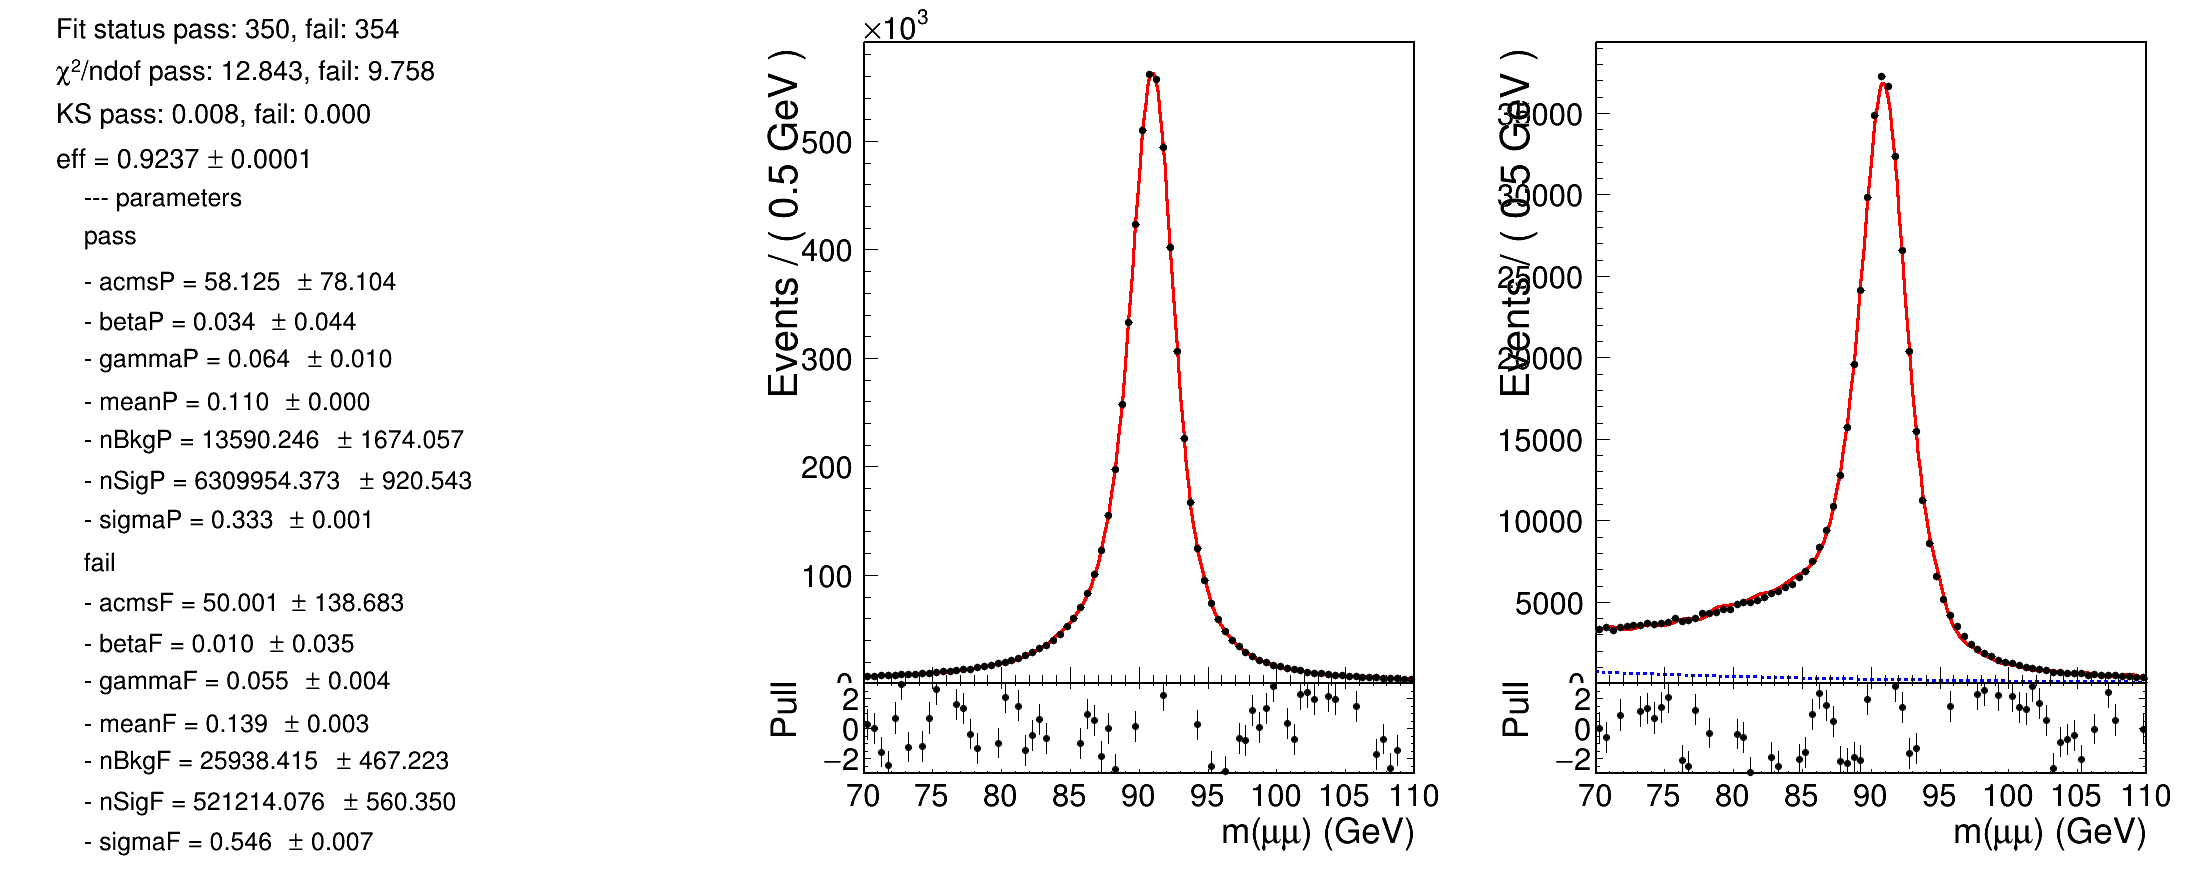 Fit status pass: 350, fail: 354
χ²/ndof pass: 12.843, fail: 9.758
KS pass: 0.008, fail: 0.000
eff = 0.9237 ± 0.0001
--- parameters
pass
- acmsP = 58.125 ± 78.104
- betaP = 0.034 ± 0.044
- gammaP = 0.064 ± 0.010
- meanP = 0.110 ± 0.000
- nBkgP = 13590.246 ± 1674.057
- nSigP = 6309954.373 ± 920.543
- sigmaP = 0.333 ± 0.001
fail
- acmsF = 50.001 ± 138.683
- betaF = 0.010 ± 0.035
- gammaF = 0.055 ± 0.004
- meanF = 0.139 ± 0.003
- nBkgF = 25938.415 ± 467.223
- nSigF = 521214.076 ± 560.350
- sigmaF = 0.546 ± 0.007
×10³
Events / ( 0.5 GeV )
500
400
300
200
100
0
Pull
2
0
−2
70 75 80 85 90 95 100 105 110
m(μμ) (GeV)
Events / ( 0.5 GeV )
35000
30000
25000
20000
15000
10000
5000
0
Pull
2
0
−2
70 75 80 85 90 95 100 105 110
m(μμ) (GeV)